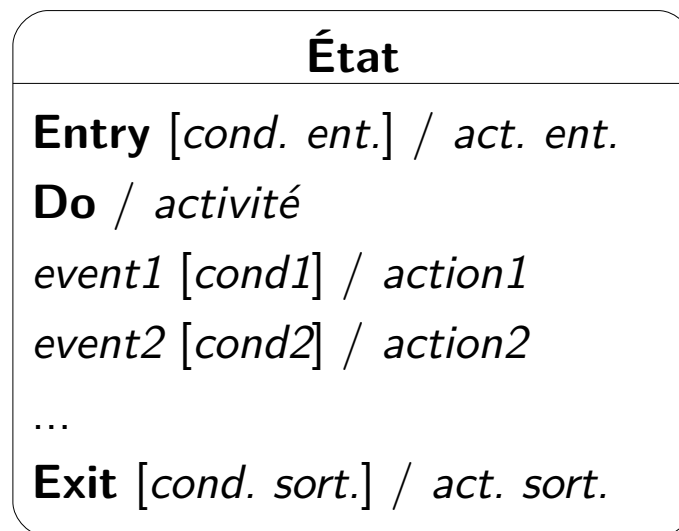 État
Entry [cond. ent.] / act. ent.
Do / activité
event1 [cond1] / action1
event2 [cond2] / action2
...
Exit [cond. sort.] / act. sort.